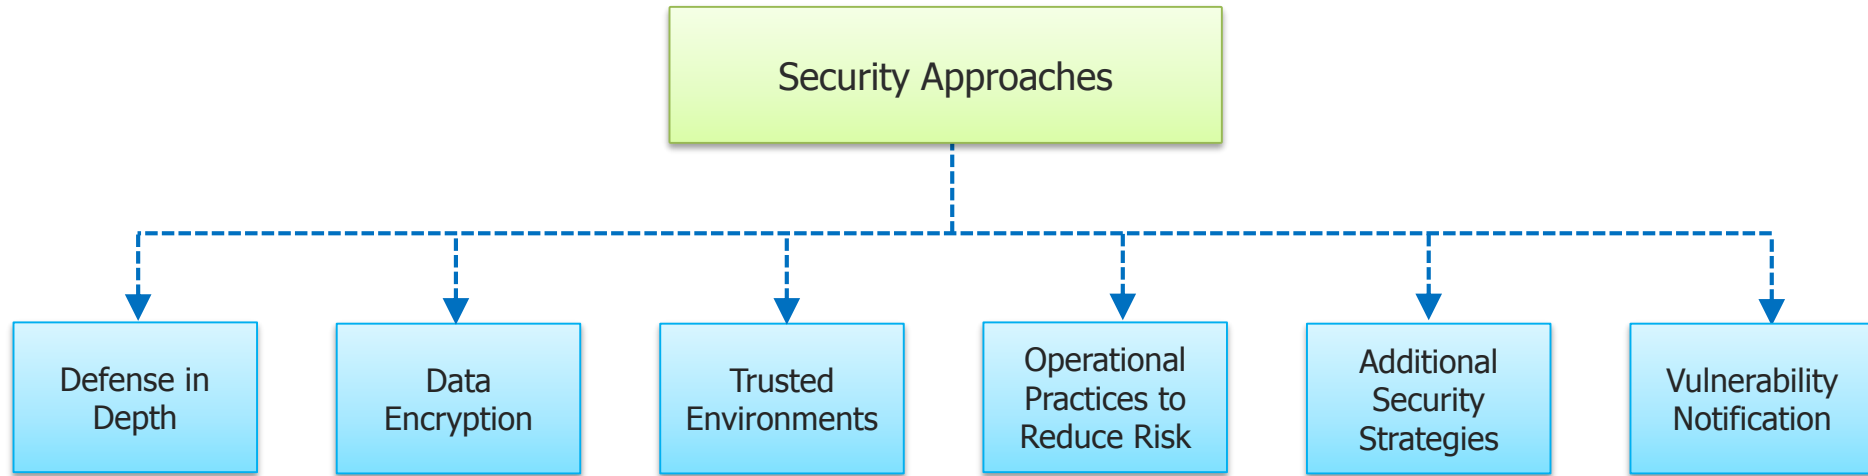 Security Approaches
Defense in
Depth
Data
Encryption
Trusted
Environments
Operational
Practices to
Reduce Risk
Additional
Security
Strategies
Vulnerability
Notification